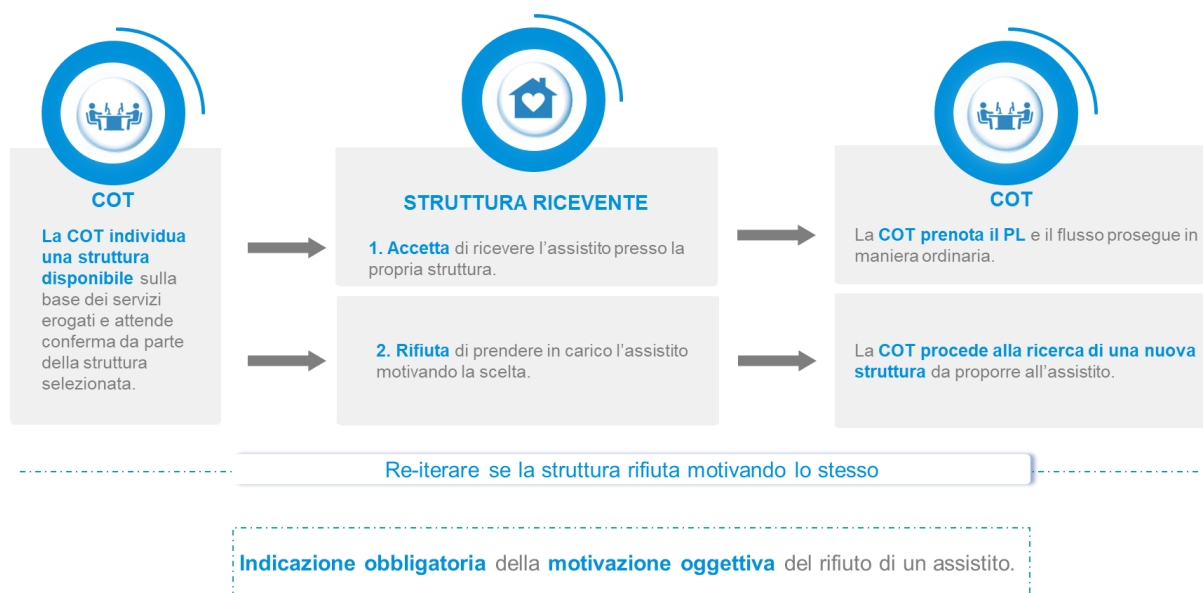 COT
La COT individua
una struttura
disponibile sulla
base dei servizi
erogati e attende
conferma da parte
della struttura
selezionata.
STRUTTURA RICEVENTE
1. Accetta di ricevere l’assistito presso la
propria struttura.
2. Rifiuta di prendere in carico l’assistito
motivando la scelta.
COT
La COT prenota il PL e il flusso prosegue in
maniera ordinaria.
La COT procede alla ricerca di una nuova
struttura da proporre all’assistito.
Re-iterare se la struttura rifiuta motivando lo stesso
Indicazione obbligatoria della motivazione oggettiva del rifiuto di un assistito.